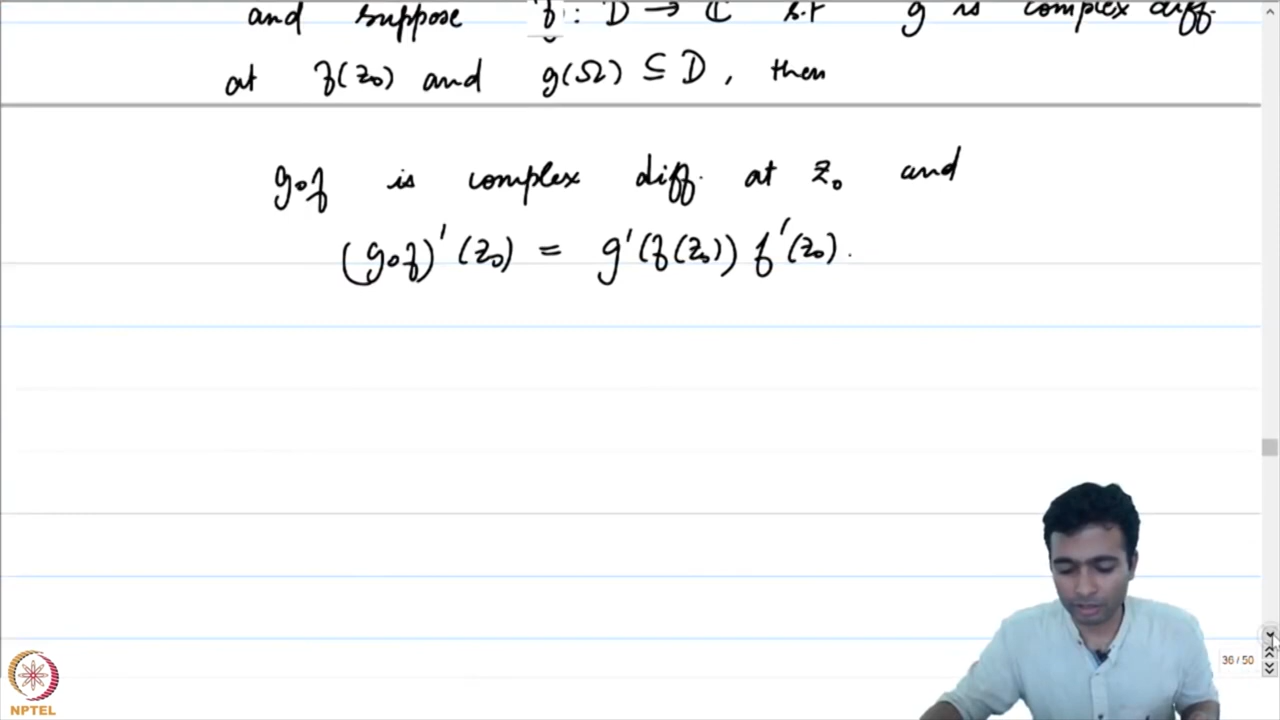 and suppose f : D → ℂ s.t g is complex diff.
at f(z₀) and g(Ω) ⊆ D, then
g∘f is complex diff. at z₀ and
(g∘f)'(z₀) = g'(f(z₀)) f'(z₀).
36 / 50
NPTEL